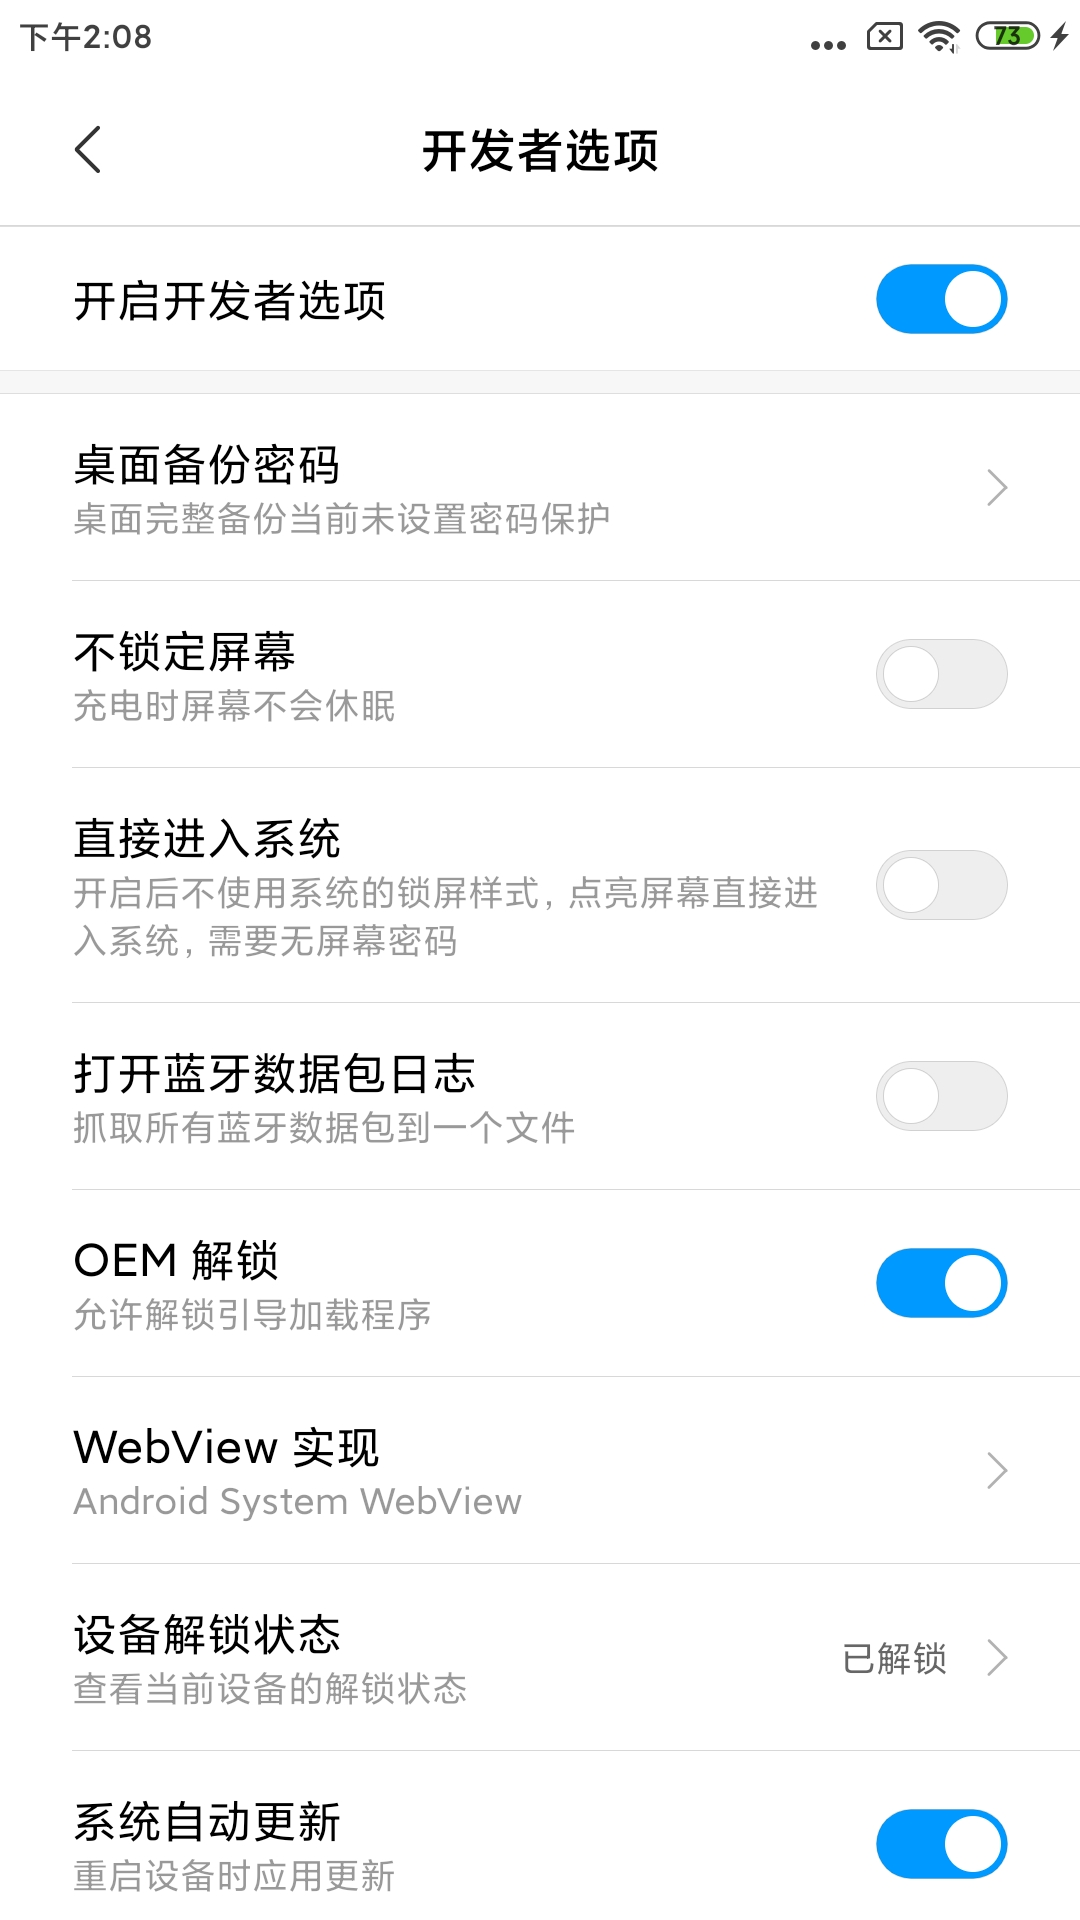 下午2:08
73
开发者选项
开启开发者选项
桌面备份密码
桌面完整备份当前未设置密码保护
不锁定屏幕
充电时屏幕不会休眠
直接进入系统
开启后不使用系统的锁屏样式，点亮屏幕直接进
入系统，需要无屏幕密码
打开蓝牙数据包日志
抓取所有蓝牙数据包到一个文件
OEM 解锁
允许解锁引导加载程序
WebView 实现
Android System WebView
设备解锁状态
已解锁
查看当前设备的解锁状态
系统自动更新
重启设备时应用更新